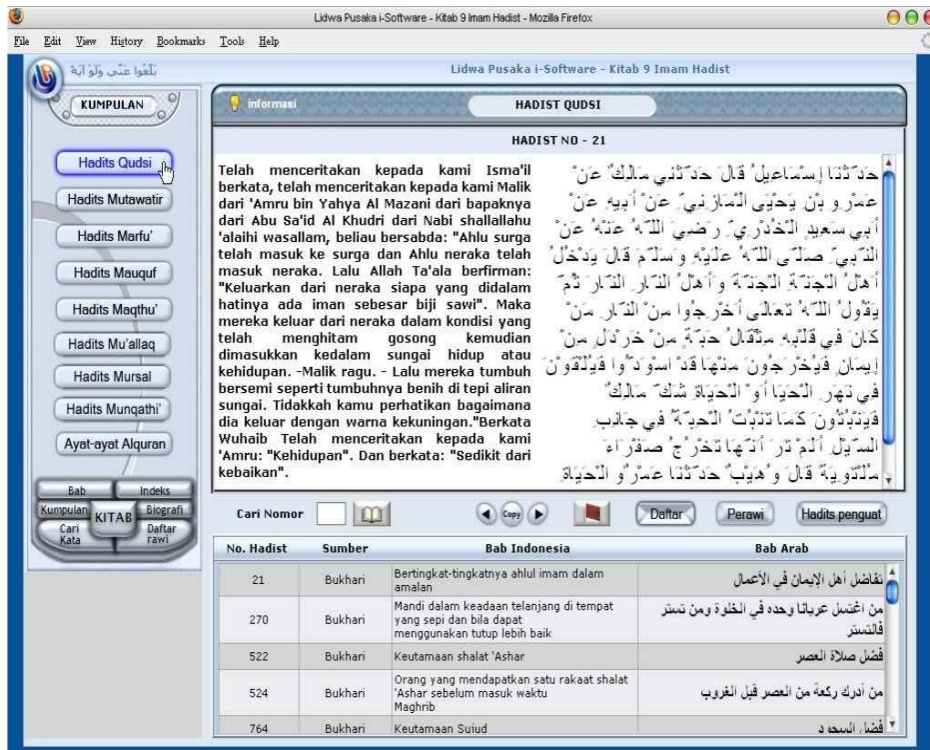 Lidwa Pusaka i-Software - Kitab 9 Imam Hadist - Mozilla Firefox
File Edit View History Bookmarks Tools Help
بَلِّغُوا عَنِّي وَلَوْ آيَةً
Lidwa Pusaka i-Software - Kitab 9 Imam Hadist
KUMPULAN
Hadits Qudsi
Hadits Mutawatir
Hadits Marfu'
Hadits Mauquf
Hadits Maqthu'
Hadits Mu'allaq
Hadits Mursal
Hadits Munqathi'
Ayat-ayat Alquran
Bab Indeks
Kumpulan KITAB Biografi
Cari Kata Daftar rawi
informasi
HADIST QUDSI
HADIST NO - 21
Telah menceritakan kepada kami Isma'il
berkata, telah menceritakan kepada kami Malik
dari 'Amru bin Yahya Al Mazani dari bapaknya
dari Abu Sa'id Al Khudri dari Nabi shallallahu
'alaihi wasallam, beliau bersabda: "Ahlu surga
telah masuk ke surga dan Ahlu neraka telah
masuk neraka. Lalu Allah Ta'ala berfirman:
"Keluarkan dari neraka siapa yang didalam
hatinya ada iman sebesar biji sawi". Maka
mereka keluar dari neraka dalam kondisi yang
telah menghitam gosong kemudian
dimasukkan kedalam sungai hidup atau
kehidupan. -Malik ragu. - Lalu mereka tumbuh
bersemi seperti tumbuhnya benih di tepi aliran
sungai. Tidakkah kamu perhatikan bagaimana
dia keluar dengan warna kekuningan."Berkata
Wuhaib Telah menceritakan kepada kami
'Amru: "Kehidupan". Dan berkata: "Sedikit dari
kebaikan".
حَدَّثَنَا إِسْمَاعِيلُ قَالَ حَدَّثَنِي مَالِكٌ عَنْ
عَمْرِو بْنِ يَحْيَى الْمَازِنِيِّ عَنْ أَبِيهِ عَنْ
أَبِي سَعِيدٍ الْخُدْرِيِّ رَضِيَ اللَّهُ عَنْهُ عَنْ
النَّبِيِّ صَلَّى اللَّهُ عَلَيْهِ وَسَلَّمَ قَالَ يَدْخُلُ
أَهْلُ الْجَنَّةِ الْجَنَّةَ وَأَهْلُ النَّارِ النَّارَ ثُمَّ
يَقُولُ اللَّهُ تَعَالَى أَخْرِجُوا مِنْ النَّارِ مَنْ
كَانَ فِي قَلْبِهِ مِثْقَالُ حَبَّةٍ مِنْ خَرْدَلٍ مِنْ
إِيمَانٍ فَيُخْرَجُونَ مِنْهَا قَدْ اسْوَدُّوا فَيُلْقَوْنَ
فِي نَهَرِ الْحَيَا أَوْ الْحَيَاةِ شَكَّ مَالِكٌ
فَيَنْبُتُونَ كَمَا تَنْبُتُ الْحِبَّةُ فِي جَانِبِ
السَّيْلِ أَلَمْ تَرَ أَنَّهَا تَخْرُجُ صَفْرَاءَ
مُلْتَوِيَةً قَالَ وُهَيْبٌ حَدَّثَنَا عَمْرٌو الْحَيَاةِ
Cari Nomor Copy Daftar Perawi Hadits penguat
No. Hadist Sumber Bab Indonesia Bab Arab
21 Bukhari Bertingkat-tingkatnya ahlul imam dalam
amalan تفاضل أهل الإيمان في الأعمال
270 Bukhari Mandi dalam keadaan telanjang di tempat
yang sepi dan bila dapat
menggunakan tutup lebih baik
من اغتسل عريانا وحده في الخلوة ومن تستر
فالتستر
522 Bukhari Keutamaan shalat 'Ashar فضل صلاة العصر
524 Bukhari Orang yang mendapatkan satu rakaat shalat
'Ashar sebelum masuk waktu
Maghrib
من أدرك ركعة من العصر قبل الغروب
764 Bukhari Keutamaan Sujud فضل السجود